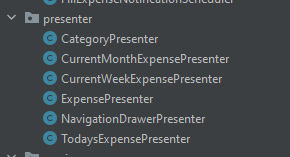 presenter
CategoryPresenter
CurrentMonthExpensePresenter
CurrentWeekExpensePresenter
ExpensePresenter
NavigationDrawerPresenter
TodaysExpensePresenter